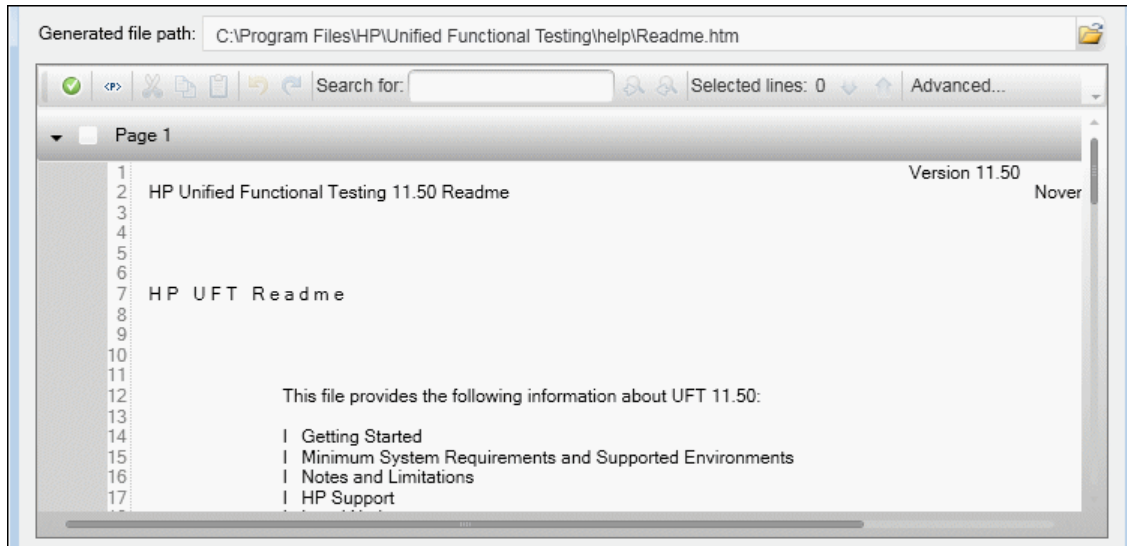 Generated file path: C:\Program Files\HP\Unified Functional Testing\help\Readme.htm
<P> Search for: Selected lines: 0 Advanced...
Page 1
1 Version 11.50
2 HP Unified Functional Testing 11.50 Readme Nover
3
4
5
6
7 HP UFT Readme
8
9
10
11
12 This file provides the following information about UFT 11.50:
13
14 l Getting Started
15 l Minimum System Requirements and Supported Environments
16 l Notes and Limitations
17 l HP Support